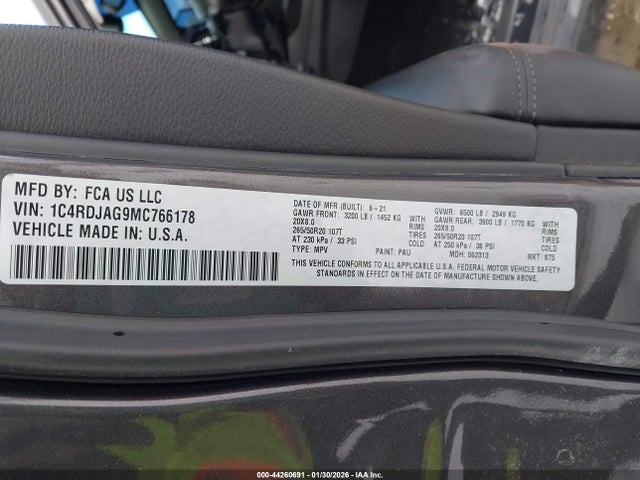 MFD BY: FCA US LLC
VIN: 1C4RDJAG9MC766178
VEHICLE MADE IN: U.S.A.
DATE OF MFR (BUILT): 6-21 GVWR: 6500 LB / 2949 KG
GAWR FRONT: 3200 LB / 1452 KG WITH GAWR REAR: 3900 LB / 1770 KG WITH
20X8.0 RIMS 20X8.0 RIMS
265/50R20 107T TIRES 265/50R20 107T TIRES
AT 230 kPa / 33 PSI COLD AT 250 kPa / 36 PSI COLD
TYPE: MPV PAINT: PAU MDH: 062313 MKT: 875
THIS VEHICLE CONFORMS TO ALL APPLICABLE U.S.A. FEDERAL MOTOR VEHICLE SAFETY
STANDARDS IN EFFECT ON THE DATE OF MANUFACTURE SHOWN ABOVE.
000-44260691 - 01/30/2026 - Copyright © 2026 - IAA Inc.